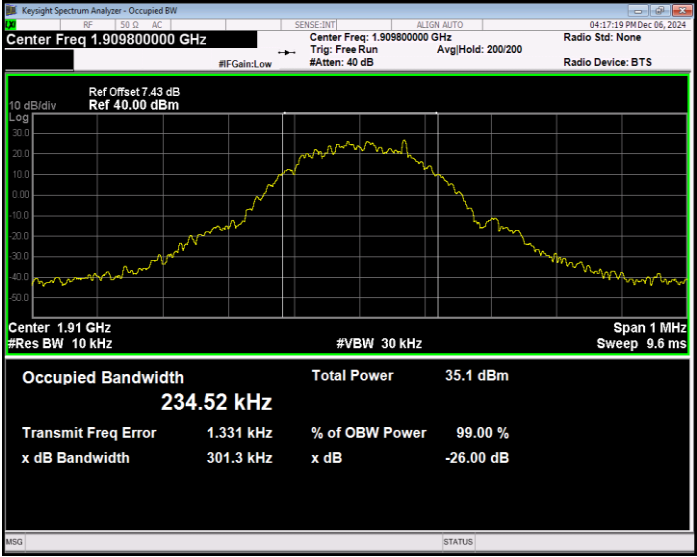 Keysight Spectrum Analyzer - Occupied BW
RF 50 Ω AC SENSE:INT ALIGN AUTO 04:17:19 PM Dec 06, 2024
Center Freq 1.909800000 GHz Center Freq: 1.909800000 GHz Radio Std: None
Trig: Free Run Avg|Hold: 200/200
#IFGain:Low #Atten: 40 dB Radio Device: BTS
Ref Offset 7.43 dB
10 dB/div Ref 40.00 dBm
Log
30.0
20.0
10.0
0.00
-10.0
-20.0
-30.0
-40.0
-50.0
Center 1.91 GHz Span 1 MHz
#Res BW 10 kHz #VBW 30 kHz Sweep 9.6 ms
Occupied Bandwidth Total Power 35.1 dBm
234.52 kHz
Transmit Freq Error 1.331 kHz % of OBW Power 99.00 %
x dB Bandwidth 301.3 kHz x dB -26.00 dB
MSG STATUS